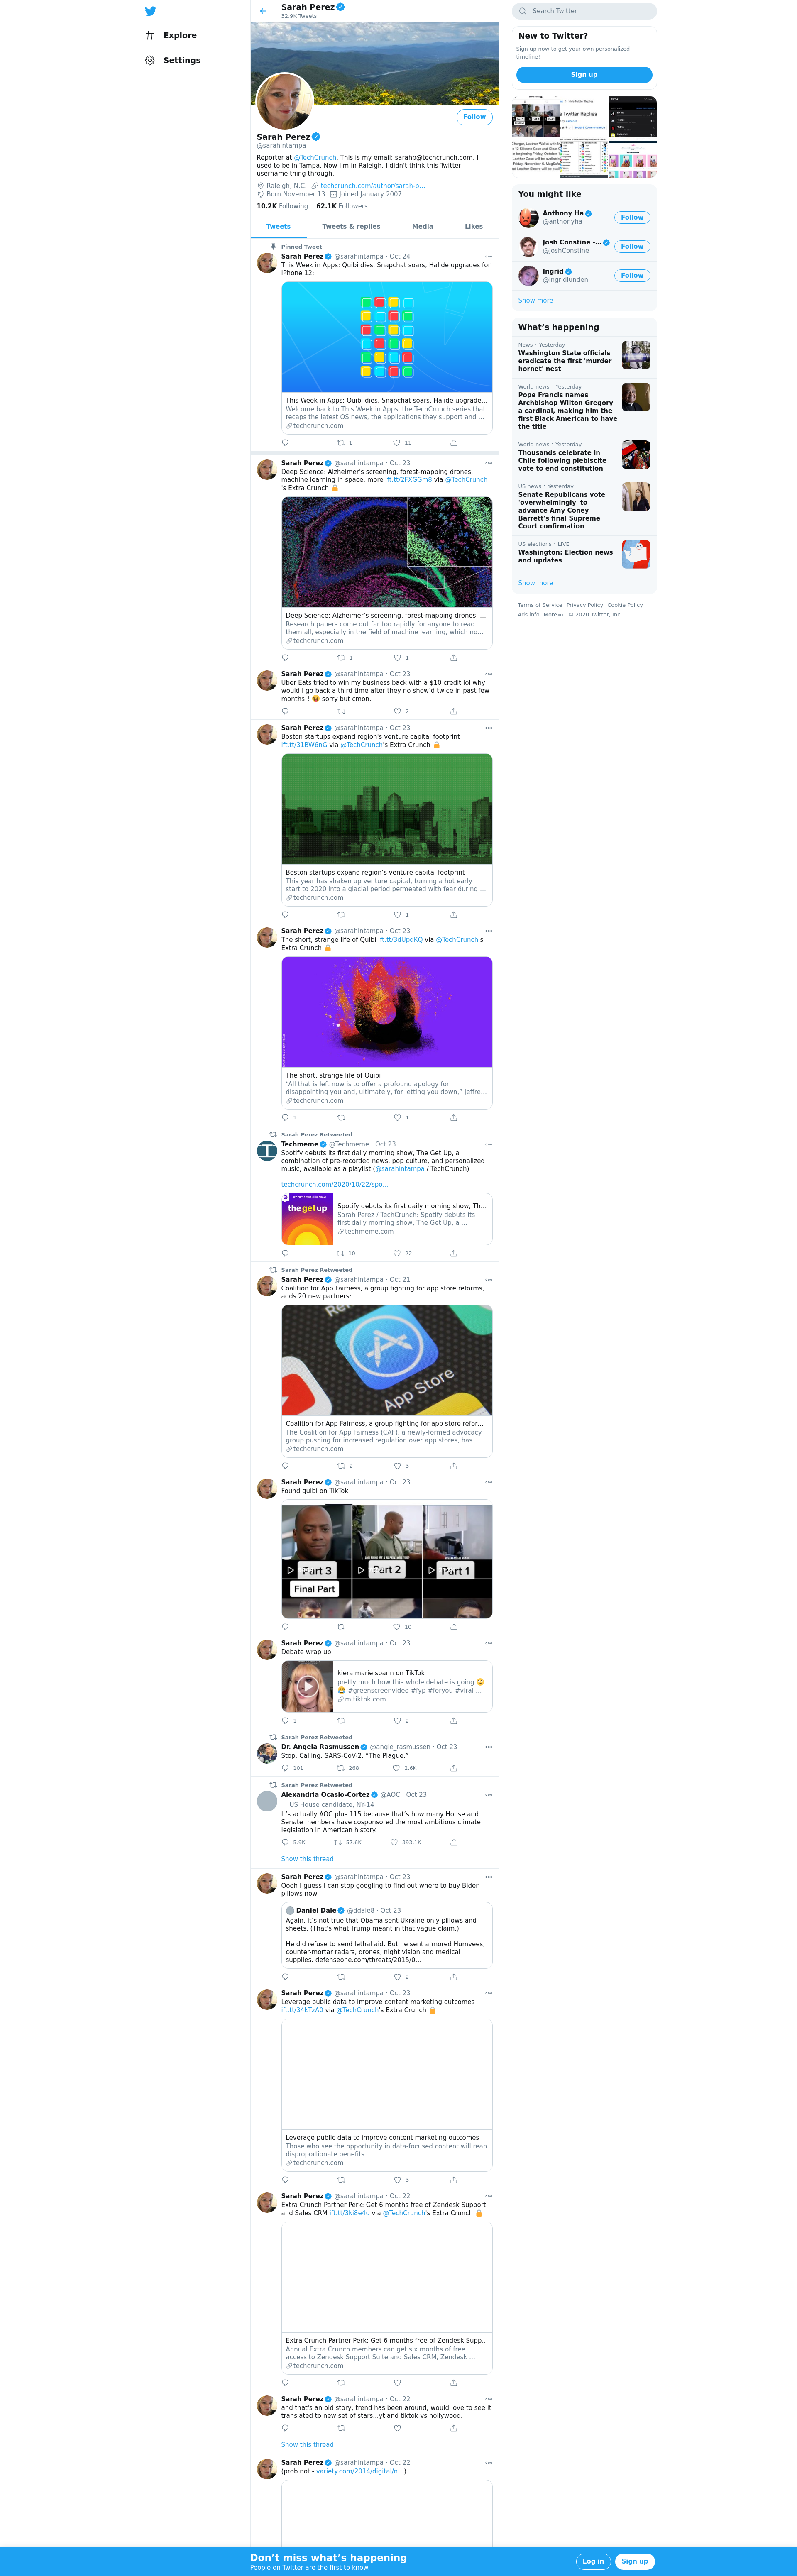 Explore
Settings
Sarah Perez
32.9K Tweets
Follow
Sarah Perez
@sarahintampa
Reporter at @TechCrunch. This is my email: sarahp@techcrunch.com. I
used to be in Tampa. Now I'm in Raleigh. I didn't think this Twitter
username thing through.
Raleigh, N.C. techcrunch.com/author/sarah-p…
Born November 13 Joined January 2007
10.2K Following 62.1K Followers
Tweets Tweets & replies Media Likes
Pinned Tweet
Sarah Perez @sarahintampa · Oct 24
This Week in Apps: Quibi dies, Snapchat soars, Halide upgrades for
iPhone 12:
This Week in Apps: Quibi dies, Snapchat soars, Halide upgrade…
Welcome back to This Week in Apps, the TechCrunch series that
recaps the latest OS news, the applications they support and …
techcrunch.com
1 11
Sarah Perez @sarahintampa · Oct 23
Deep Science: Alzheimer's screening, forest-mapping drones,
machine learning in space, more ift.tt/2FXGGm8 via @TechCrunch
's Extra Crunch 🔒
Deep Science: Alzheimer's screening, forest-mapping drones, …
Research papers come out far too rapidly for anyone to read
them all, especially in the field of machine learning, which no…
techcrunch.com
1 1
Sarah Perez @sarahintampa · Oct 23
Uber Eats tried to win my business back with a $10 credit lol why
would I go back a third time after they no show'd twice in past few
months!! 😡 sorry but cmon.
2
Sarah Perez @sarahintampa · Oct 23
Boston startups expand region's venture capital footprint
ift.tt/31BW6nG via @TechCrunch's Extra Crunch 🔒
Boston startups expand region's venture capital footprint
This year has shaken up venture capital, turning a hot early
start to 2020 into a glacial period permeated with fear during …
techcrunch.com
1
Sarah Perez @sarahintampa · Oct 23
The short, strange life of Quibi ift.tt/3dUpqKQ via @TechCrunch's
Extra Crunch 🔒
The short, strange life of Quibi
"All that is left now is to offer a profound apology for
disappointing you and, ultimately, for letting you down," Jeffre…
techcrunch.com
1 1
Sarah Perez Retweeted
Techmeme @Techmeme · Oct 23
Spotify debuts its first daily morning show, The Get Up, a
combination of pre-recorded news, pop culture, and personalized
music, available as a playlist (@sarahintampa / TechCrunch)
techcrunch.com/2020/10/22/spo…
the get up
Spotify debuts its first daily morning show, Th…
Sarah Perez / TechCrunch: Spotify debuts its
first daily morning show, The Get Up, a …
techmeme.com
10 22
Sarah Perez Retweeted
Sarah Perez @sarahintampa · Oct 21
Coalition for App Fairness, a group fighting for app store reforms,
adds 20 new partners:
App Store
Coalition for App Fairness, a group fighting for app store refor…
The Coalition for App Fairness (CAF), a newly-formed advocacy
group pushing for increased regulation over app stores, has …
techcrunch.com
2 3
Sarah Perez @sarahintampa · Oct 23
Found quibi on TikTok
Part 3 Part 2 Part 1
Final Part
10
Sarah Perez @sarahintampa · Oct 23
Debate wrap up
kiera marie spann on TikTok
pretty much how this whole debate is going 🙄
😂 #greenscreenvideo #fyp #foryou #viral …
m.tiktok.com
1 2
Sarah Perez Retweeted
Dr. Angela Rasmussen @angie_rasmussen · Oct 23
Stop. Calling. SARS-CoV-2. "The Plague."
101 268 2.6K
Sarah Perez Retweeted
Alexandria Ocasio-Cortez @AOC · Oct 23
US House candidate, NY-14
It's actually AOC plus 115 because that's how many House and
Senate members have cosponsored the most ambitious climate
legislation in American history.
5.9K 57.6K 393.1K
Show this thread
Sarah Perez @sarahintampa · Oct 23
Oooh I guess I can stop googling to find out where to buy Biden
pillows now
Daniel Dale @ddale8 · Oct 23
Again, it's not true that Obama sent Ukraine only pillows and
sheets. (That's what Trump meant in that vague claim.)
He did refuse to send lethal aid. But he sent armored Humvees,
counter-mortar radars, drones, night vision and medical
supplies. defenseone.com/threats/2015/0…
2
Sarah Perez @sarahintampa · Oct 23
Leverage public data to improve content marketing outcomes
ift.tt/34kTzA0 via @TechCrunch's Extra Crunch 🔒
Leverage public data to improve content marketing outcomes
Those who see the opportunity in data-focused content will reap
disproportionate benefits.
techcrunch.com
3
Sarah Perez @sarahintampa · Oct 22
Extra Crunch Partner Perk: Get 6 months free of Zendesk Support
and Sales CRM ift.tt/3ki8e4u via @TechCrunch's Extra Crunch 🔒
Extra Crunch Partner Perk: Get 6 months free of Zendesk Supp…
Annual Extra Crunch members can get six months of free
access to Zendesk Support Suite and Sales CRM, Zendesk …
techcrunch.com
Sarah Perez @sarahintampa · Oct 22
and that's an old story; trend has been around; would love to see it
translated to new set of stars...yt and tiktok vs. hollywood.
Show this thread
Sarah Perez @sarahintampa · Oct 22
(prob not - variety.com/2014/digital/n…)
Search Twitter
New to Twitter?
Sign up now to get your own personalized
timeline!
Sign up
Twitter Replies
You might like
Anthony Ha
@anthonyha
Follow
Josh Constine -…
@JoshConstine
Follow
Ingrid
@ingridlunden
Follow
Show more
What's happening
News · Yesterday
Washington State officials
eradicate the first 'murder
hornet' nest
World news · Yesterday
Pope Francis names
Archbishop Wilton Gregory
a cardinal, making him the
first Black American to have
the title
World news · Yesterday
Thousands celebrate in
Chile following plebiscite
vote to end constitution
US news · Yesterday
Senate Republicans vote
'overwhelmingly' to
advance Amy Coney
Barrett's final Supreme
Court confirmation
US elections · LIVE
Washington: Election news
and updates
Show more
Terms of Service Privacy Policy Cookie Policy
Ads info More © 2020 Twitter, Inc.
Don't miss what's happening
People on Twitter are the first to know.
Log in Sign up